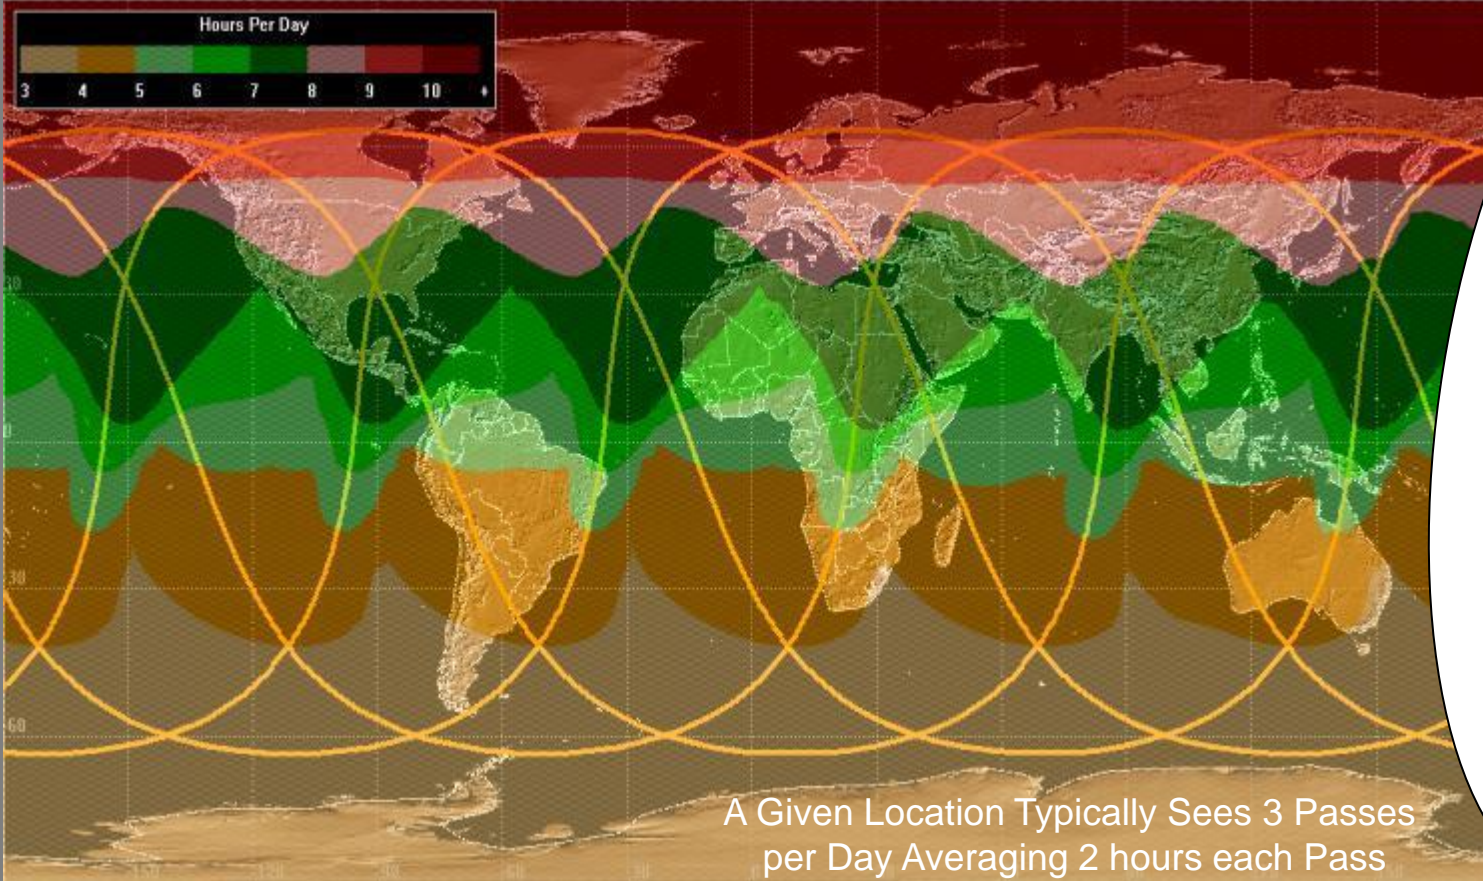 Hours Per Day
3 4 5 6 7 8 9 10 +
30
0
30
60
A Given Location Typically Sees 3 Passes
per Day Averaging 2 hours each Pass